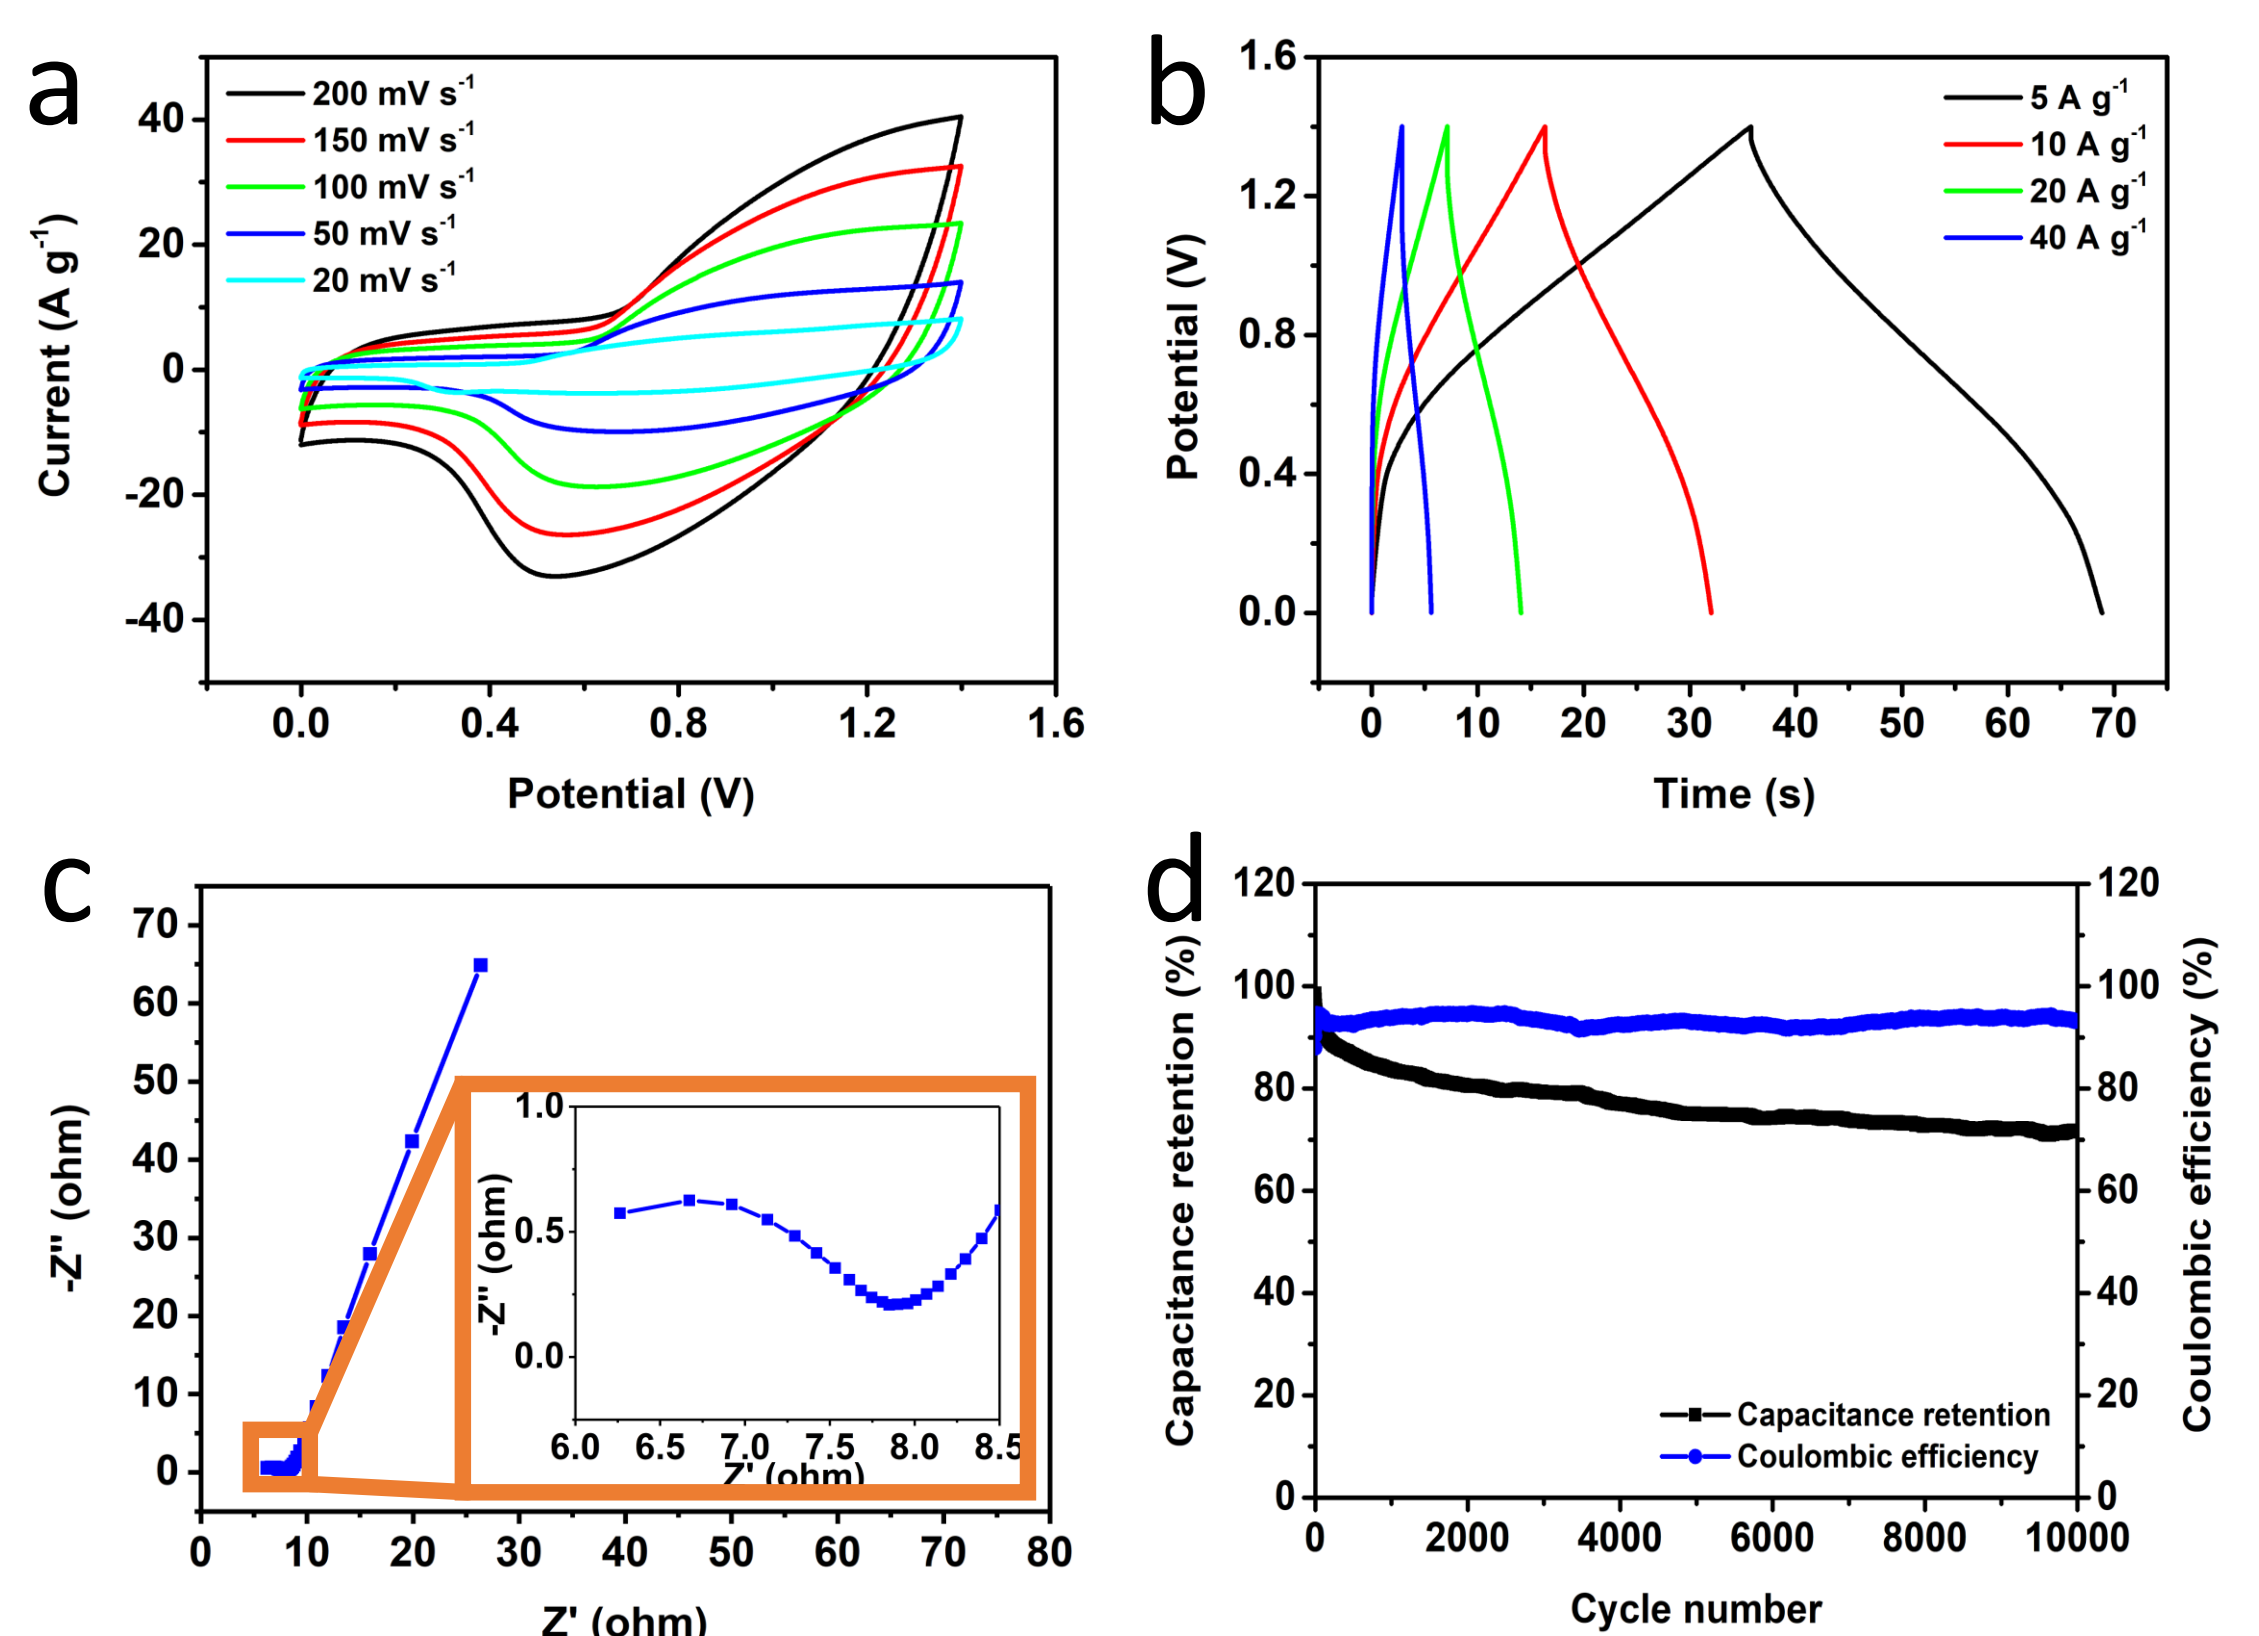 a
200 mV s⁻¹
150 mV s⁻¹
100 mV s⁻¹
50 mV s⁻¹
20 mV s⁻¹
40
20
0
-20
-40
Current (A g⁻¹)
0.0 0.4 0.8 1.2 1.6
Potential (V)
b
5 A g⁻¹
10 A g⁻¹
20 A g⁻¹
40 A g⁻¹
1.6
1.2
0.8
0.4
0.0
Potential (V)
0 10 20 30 40 50 60 70
Time (s)
c
70
60
50
40
30
20
10
0
-Z'' (ohm)
1.0
0.5
0.0
-Z'' (ohm)
6.0 6.5 7.0 7.5 8.0 8.5
Z' (ohm)
0 10 20 30 40 50 60 70 80
Z' (ohm)
d
120
100
80
60
40
20
0
Capacitance retention (%)
120
100
80
60
40
20
0
Coulombic efficiency (%)
Capacitance retention
Coulombic efficiency
0 2000 4000 6000 8000 10000
Cycle number